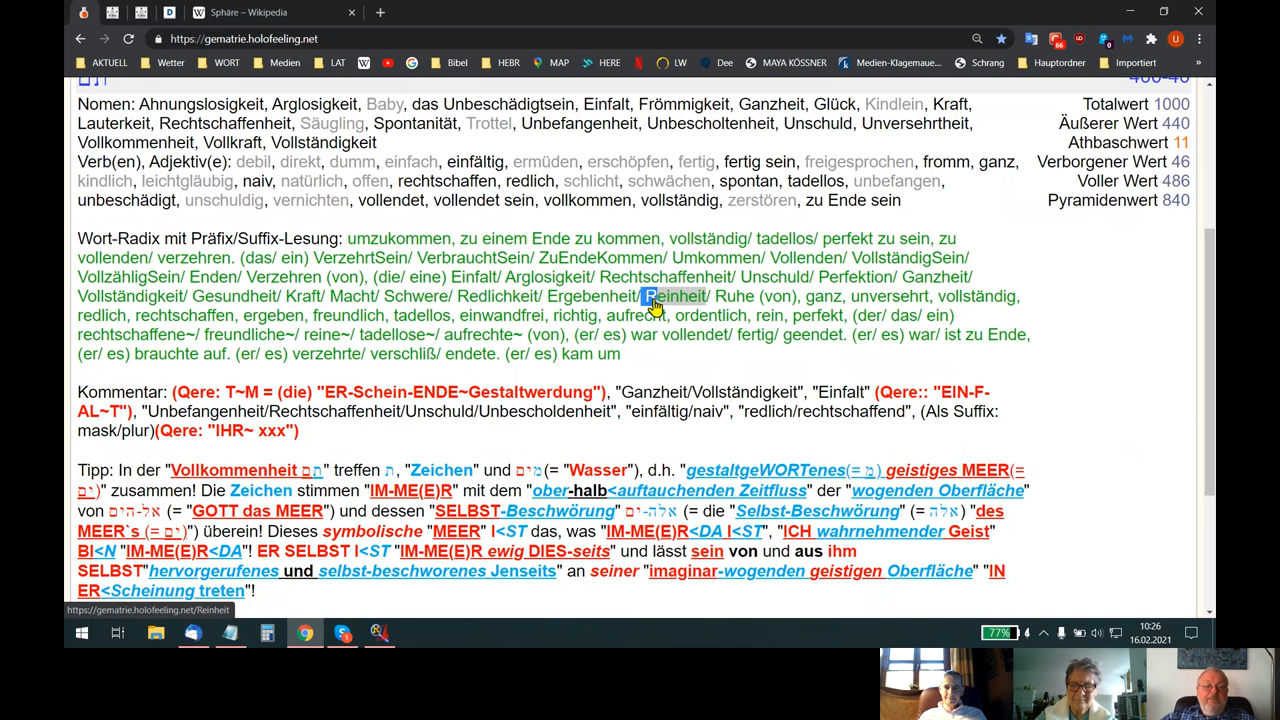 Sphäre – Wikipedia
https://gematrie.holofeeling.net
AKTUELL Wetter WORT Medien LAT Bibel HEBR MAP HERE LW Dee MAYA KÖSSNER Medien-Klagemaue... Schrang Hauptordner Importiert
תם 400-40
Nomen: Ahnungslosigkeit, Arglosigkeit, Baby, das Unbeschädigtsein, Einfalt, Frömmigkeit, Ganzheit, Glück, Kindlein, Kraft, Totalwert 1000
Lauterkeit, Rechtschaffenheit, Säugling, Spontanität, Trottel, Unbefangenheit, Unbescholtenheit, Unschuld, Unversehrtheit, Äußerer Wert 440
Vollkommenheit, Vollkraft, Vollständigkeit Athbaschwert 11
Verb(en), Adjektiv(e): debil, direkt, dumm, einfach, einfältig, ermüden, erschöpfen, fertig, fertig sein, freigesprochen, fromm, ganz, Verborgener Wert 46
kindlich, leichtgläubig, naiv, natürlich, offen, rechtschaffen, redlich, schlicht, schwächen, spontan, tadellos, unbefangen, Voller Wert 486
unbeschädigt, unschuldig, vernichten, vollendet, vollendet sein, vollkommen, vollständig, zerstören, zu Ende sein Pyramidenwert 840
Wort-Radix mit Präfix/Suffix-Lesung: umzukommen, zu einem Ende zu kommen, vollständig/ tadellos/ perfekt zu sein, zu
vollenden/ verzehren. (das/ ein) VerzehrtSein/ VerbrauchtSein/ ZuEndeKommen/ Umkommen/ Vollenden/ VollständigSein/
VollzähligSein/ Enden/ Verzehren (von), (die/ eine) Einfalt/ Arglosigkeit/ Rechtschaffenheit/ Unschuld/ Perfektion/ Ganzheit/
Vollständigkeit/ Gesundheit/ Kraft/ Macht/ Schwere/ Redlichkeit/ Ergebenheit/ Reinheit/ Ruhe (von), ganz, unversehrt, vollständig,
redlich, rechtschaffen, ergeben, freundlich, tadellos, einwandfrei, richtig, aufrecht, ordentlich, rein, perfekt, (der/ das/ ein)
rechtschaffene~/ freundliche~/ reine~/ tadellose~/ aufrechte~ (von), (er/ es) war vollendet/ fertig/ geendet. (er/ es) war/ ist zu Ende,
(er/ es) brauchte auf. (er/ es) verzehrte/ verschliß/ endete. (er/ es) kam um
Kommentar: (Qere: T~M = (die) "ER-Schein-ENDE~Gestaltwerdung"), "Ganzheit/Vollständigkeit", "Einfalt" (Qere:: "EIN-F-
AL~T"), "Unbefangenheit/Rechtschaffenheit/Unschuld/Unbescholdenheit", "einfältig/naiv", "redlich/rechtschaffend", (Als Suffix:
mask/plur)(Qere: "IHR~ xxx")
Tipp: In der "Vollkommenheit תם" treffen ת, "Zeichen" und מים(= "Wasser"), d.h. "gestaltgeWORTenes(= מ) geistiges MEER(=
ים)" zusammen! Die Zeichen stimmen "IM-ME(E)R" mit dem "ober-halb<auftauchenden Zeitfluss" der "wogenden Oberfläche"
von אל-הים (= "GOTT das MEER") und dessen "SELBST-Beschwörung" אלה-ים (= die "Selbst-Beschwörung" (= אלה) "des
MEER`s (= ים)") überein! Dieses symbolische "MEER" I<ST das, was "IM-ME(E)R<DA I<ST", "ICH wahrnehmender Geist
BI<N "IM-ME(E)R<DA"! ER SELBST I<ST "IM-ME(E)R ewig DIES-seits" und lässt sein von und aus ihm
SELBST"hervorgerufenes und selbst-beschworenes Jenseits" an seiner "imaginar-wogenden geistigen Oberfläche" "IN
ER<Scheinung treten"!
https://gematrie.holofeeling.net/Reinheit
77% 10:26
16.02.2021